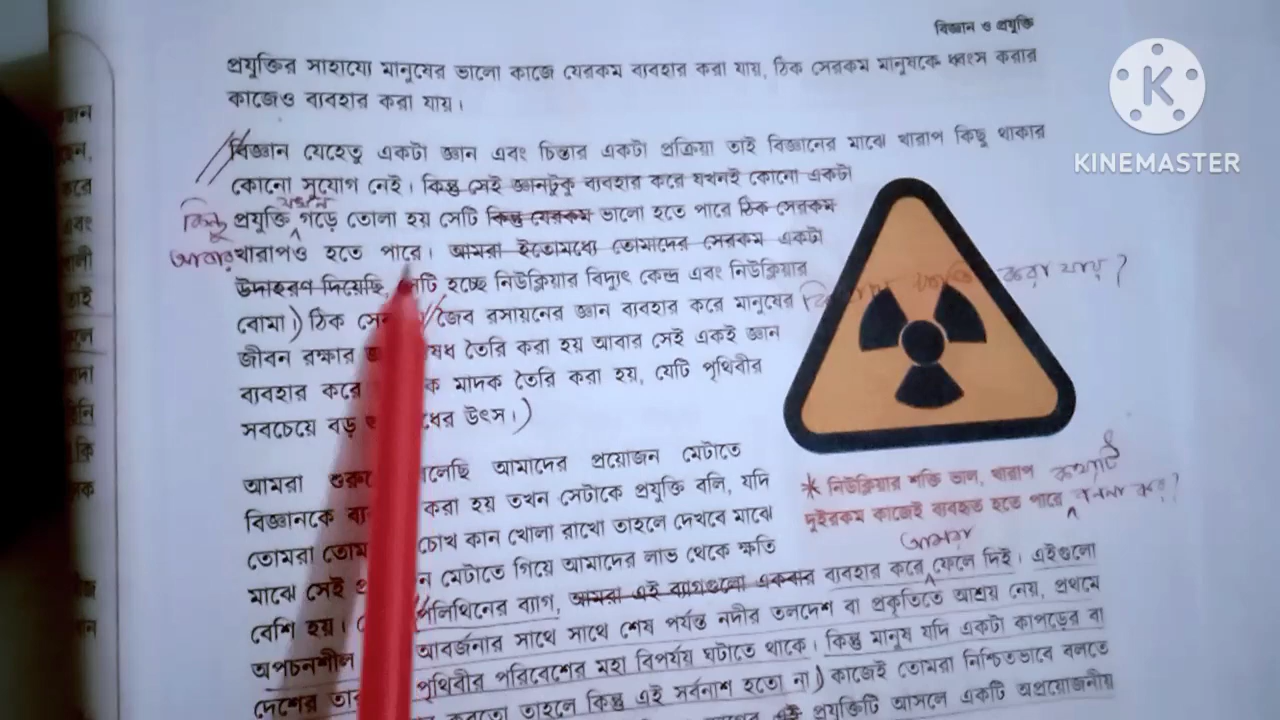 বিজ্ঞান ও প্রযুক্তি
প্রযুক্তির সাহায্যে মানুষের ভালো কাজে যেরকম ব্যবহার করা যায়, ঠিক সেরকম মানুষকে ধ্বংস করার
কাজেও ব্যবহার করা যায়।
KINEMASTER
বিজ্ঞান যেহেতু একটা জ্ঞান এবং চিন্তার একটা প্রক্রিয়া তাই বিজ্ঞানের মাঝে খারাপ কিছু থাকার
কোনো সুযোগ নেই। কিন্তু সেই জ্ঞানটুকু ব্যবহার করে যখনই কোনো একটা
কিন্তু প্রযুক্তি গড়ে তোলা হয় সেটি কিন্তু যেরকম ভালো হতে পারে ঠিক সেরকম
আবার খারাপও হতে পারে। আমরা ইতোমধ্যে তোমাদের সেরকম একটা
উদাহরণ দিয়েছি, হচ্ছে নিউক্লিয়ার বিদ্যুৎ কেন্দ্র এবং নিউক্লিয়ার
বোমা) ঠিক জৈব রসায়নের জ্ঞান ব্যবহার করে মানুষের করা যায়?
জীবন রক্ষার তৈরি করা হয় আবার সেই একই জ্ঞান
ব্যবহার করে মাদক তৈরি করা হয়, যেটি পৃথিবীর
সবচেয়ে বড় উৎস।)
আমরা আমাদের প্রয়োজন মেটাতে
বিজ্ঞানকে করা হয় তখন সেটাকে প্রযুক্তি বলি, যদি
তোমরা চোখ কান খোলা রাখো তাহলে দেখবে মাঝে
মাঝে সেই মেটাতে গিয়ে আমাদের লাভ থেকে ক্ষতি
* নিউক্লিয়ার শক্তি ভাল, খারাপ কথাটি
দুইরকম কাজেই ব্যবহৃত হতে পারে
আমরা
বেশি হয়। পলিথিনের ব্যাগ, আমরা এই ব্যাগগুলো একবার ব্যবহার করে ফেলে দিই। এইগুলো
অপচনশীল আবর্জনার সাথে সাথে শেষ পর্যন্ত নদীর তলদেশ বা প্রকৃতিতে আশ্রয় নেয়, প্রথমে
দেশের পৃথিবীর পরিবেশের মহা বিপর্যয় ঘটাতে থাকে। কিন্তু মানুষ যদি একটা কাপড়ের বা
তাহলে কিন্তু এই সর্বনাশ হতো না) কাজেই তোমরা নিশ্চিতভাবে বলতে
এই প্রযুক্তিটি আসলে একটি অপ্রয়োজনীয়